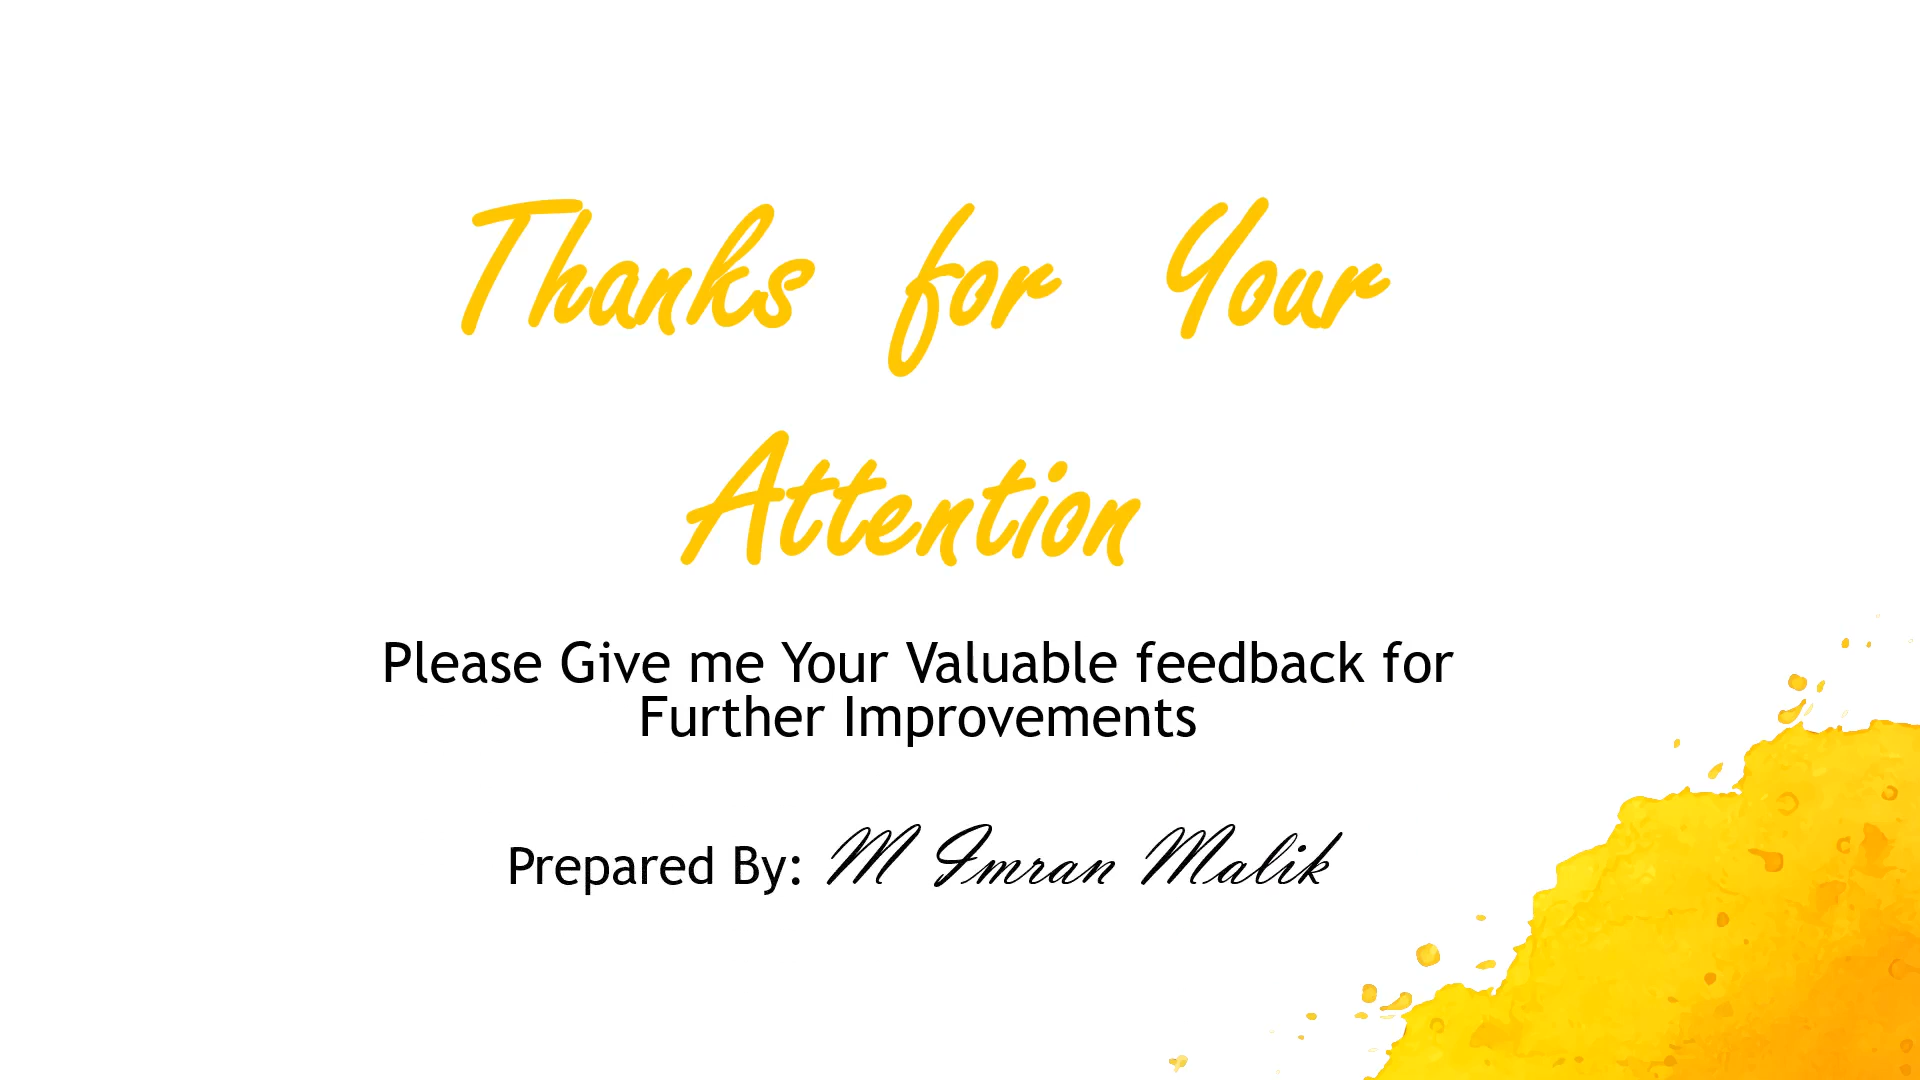 Thanks for Your
Attention
Please Give me Your Valuable feedback for
Further Improvements
Prepared By: M Imran Malik